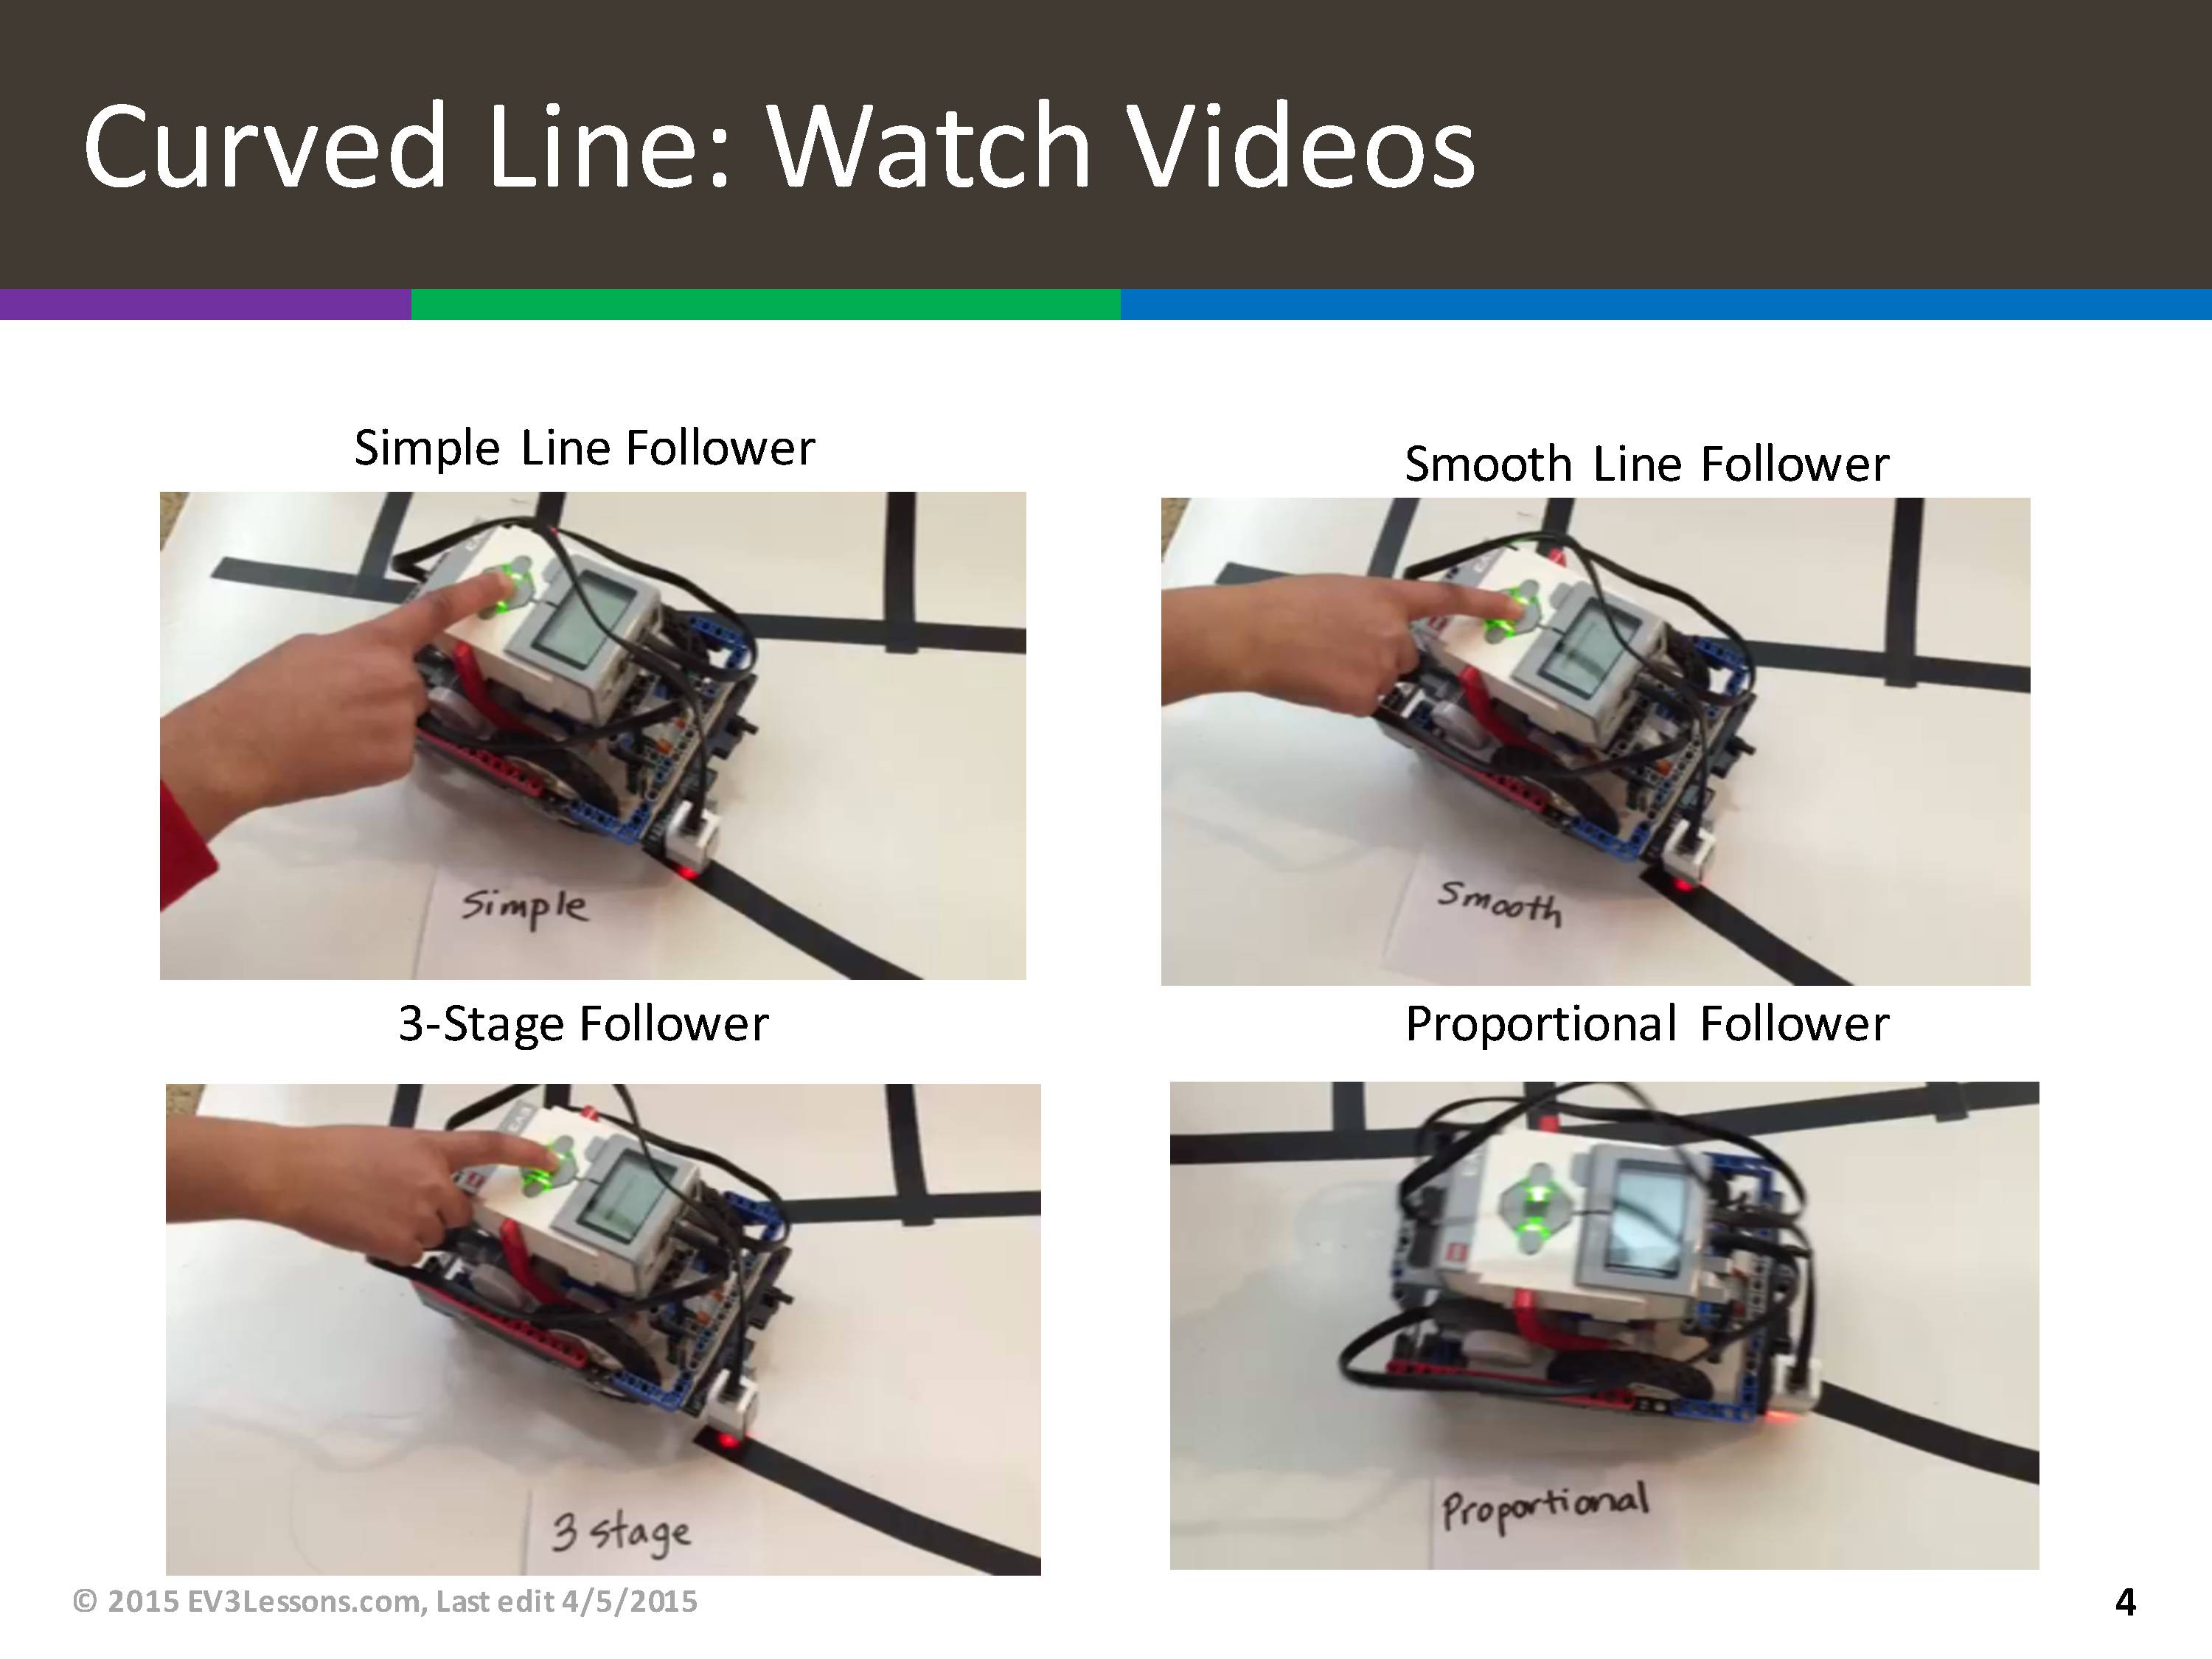 Curved Line: Watch Videos
Simple Line Follower
Smooth Line Follower
Simple
Smooth
3-Stage Follower
Proportional Follower
3 stage
Proportional
© 2015 EV3Lessons.com, Last edit 4/5/2015
4